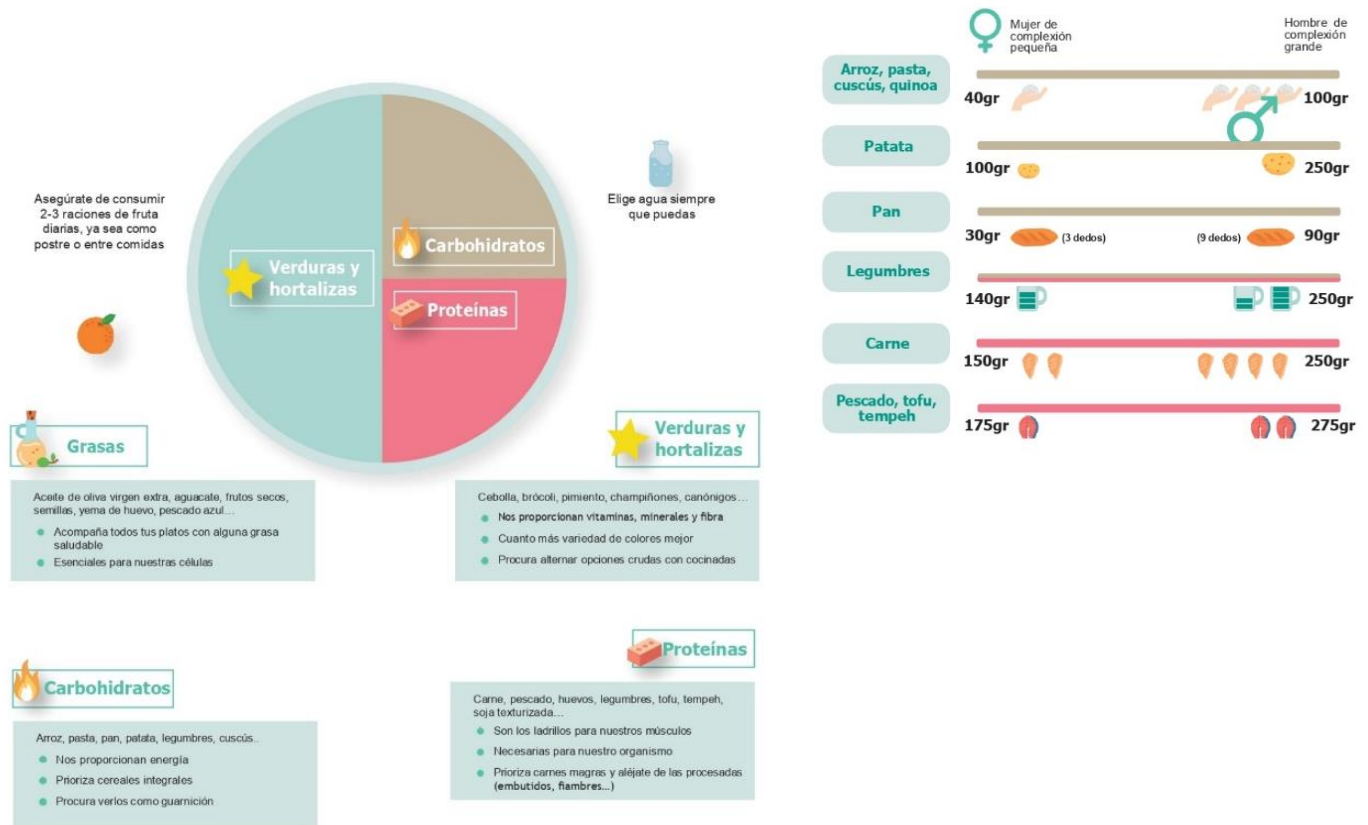 Asegúrate de consumir
2-3 raciones de fruta
diarias, ya sea como
postre o entre comidas
Verduras y
hortalizas
Carbohidratos
Proteínas
Elige agua siempre
que puedas
Grasas
Aceite de oliva virgen extra, aguacate, frutos secos,
semillas, yema de huevo, pescado azul…
Acompaña todos tus platos con alguna grasa
saludable
Esenciales para nuestras células
Verduras y
hortalizas
Cebolla, brócoli, pimiento, champiñones, canónigos…
Nos proporcionan vitaminas, minerales y fibra
Cuanto más variedad de colores mejor
Procura alternar opciones crudas con cocinadas
Carbohidratos
Arroz, pasta, pan, patata, legumbres, cuscús..
Nos proporcionan energía
Prioriza cereales integrales
Procura verlos como guarnición
Proteínas
Carne, pescado, huevos, legumbres, tofu, tempeh,
soja texturizada…
Son los ladrillos para nuestros músculos
Necesarias para nuestro organismo
Prioriza carnes magras y aléjate de las procesadas
(embutidos, fiambres…)
Mujer de
complexión
pequeña
Hombre de
complexión
grande
Arroz, pasta,
cuscús, quinoa
40gr 100gr
Patata
100gr 250gr
Pan
30gr (3 dedos) (9 dedos) 90gr
Legumbres
140gr 250gr
Carne
150gr 250gr
Pescado, tofu,
tempeh
175gr 275gr